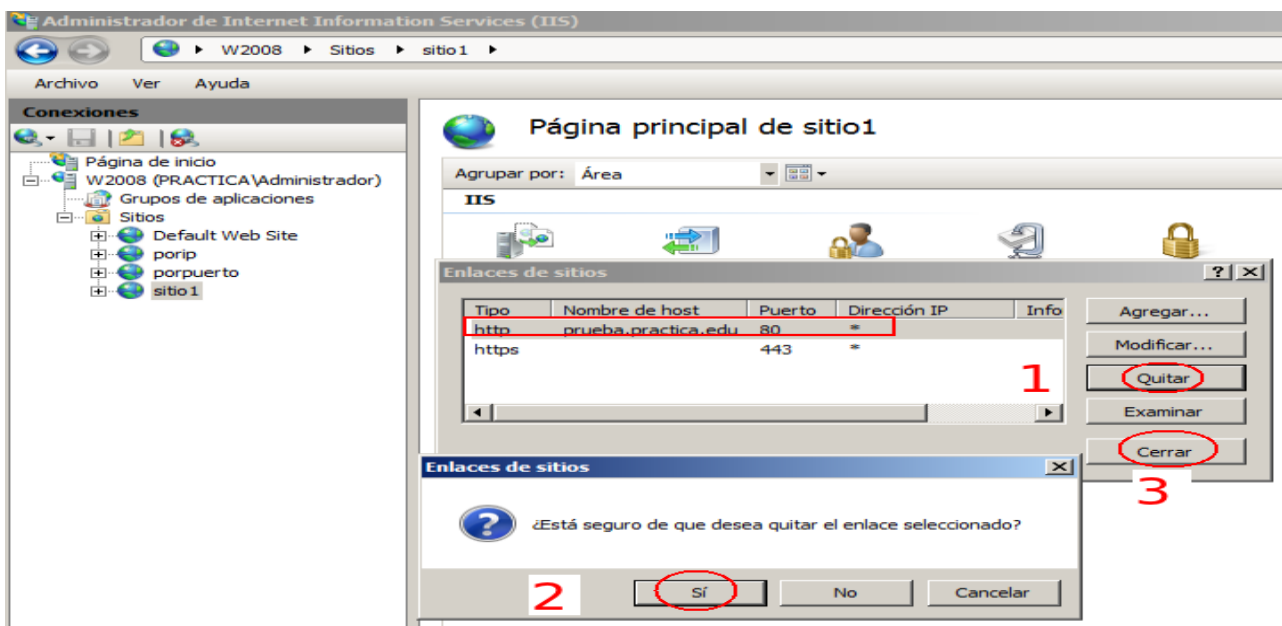 Administrador de Internet Information Services (IIS)
W2008 Sitios sitio1
Archivo Ver Ayuda
Conexiones
Página de inicio
W2008 (PRACTICA\Administrador)
Grupos de aplicaciones
Sitios
Default Web Site
porip
porpuerto
sitio1
Página principal de sitio1
Agrupar por: Área
IIS
Enlaces de sitios
Tipo Nombre de host Puerto Dirección IP Info
http prueba.practica.edu 80 *
https 443 *
Agregar...
Modificar...
1 Quitar
Examinar
Cerrar
3
Enlaces de sitios
¿Está seguro de que desea quitar el enlace seleccionado?
2 Sí No Cancelar